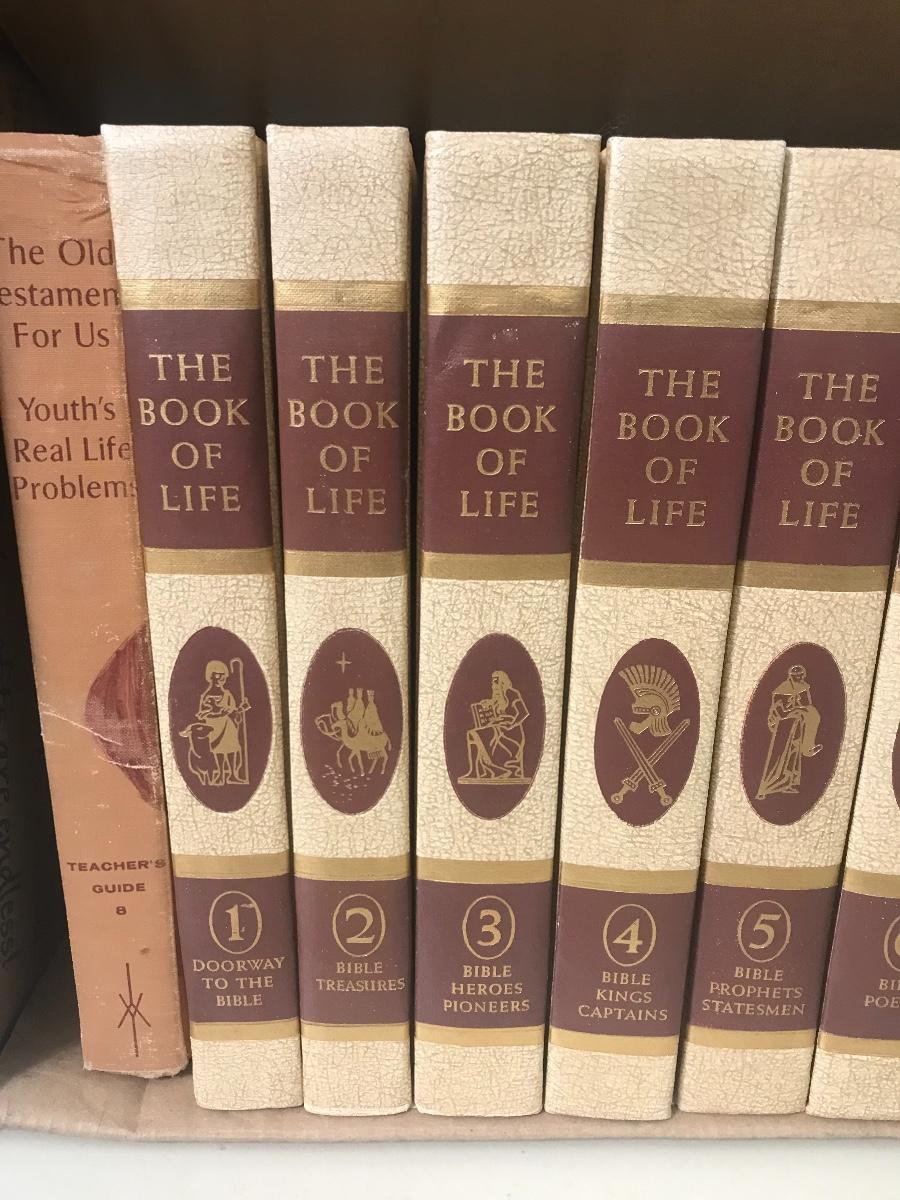 The Old
estamen
For Us
Youth's
Real Life
Problems
TEACHER'S
GUIDE
8
THE
BOOK
OF
LIFE
1
DOORWAY
TO THE
BIBLE
THE
BOOK
OF
LIFE
2
BIBLE
TREASURES
THE
BOOK
OF
LIFE
3
BIBLE
HEROES
PIONEERS
THE
BOOK
OF
LIFE
4
BIBLE
KINGS
CAPTAINS
THE
BOOK
OF
LIFE
5
BIBLE
PROPHETS
STATESMEN
BI
POE